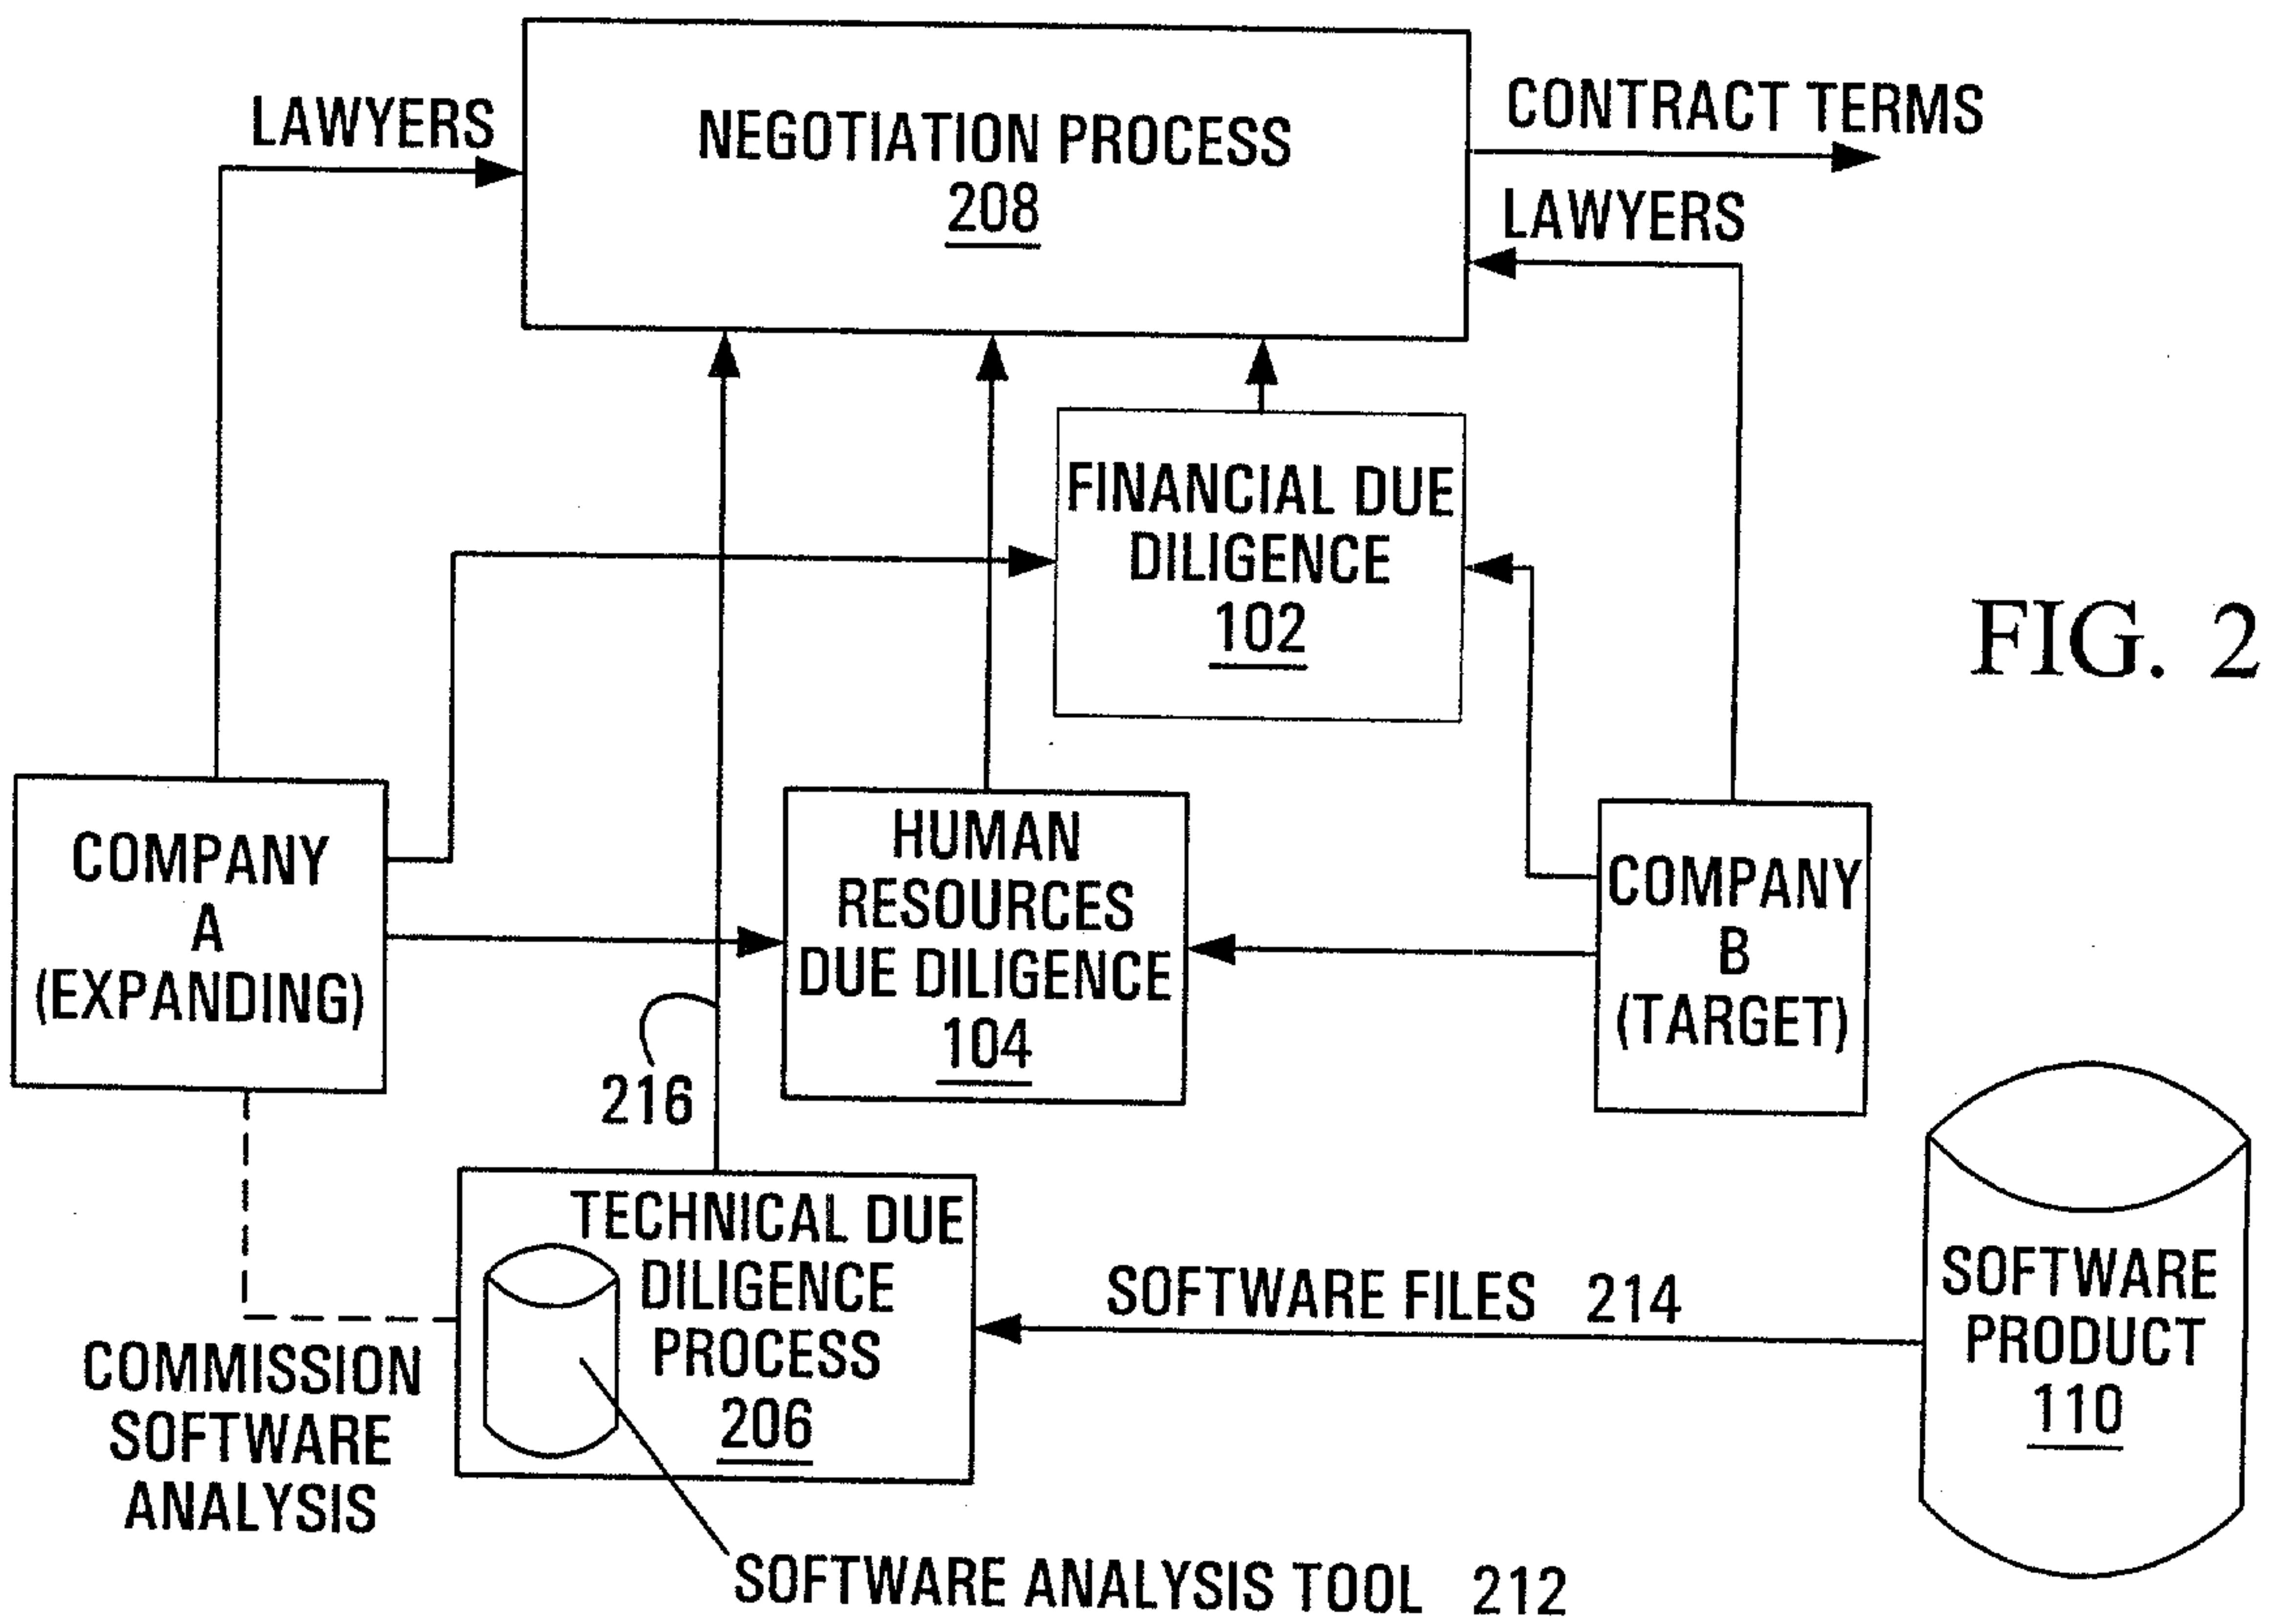 LAWYERS
NEGOTIATION PROCESS
208
CONTRACT TERMS
LAWYERS
FINANCIAL DUE
DILIGENCE
102
FIG. 2
COMPANY
A
(EXPANDING)
HUMAN
RESOURCES
DUE DILIGENCE
104
COMPANY
B
(TARGET)
216
TECHNICAL DUE
DILIGENCE
PROCESS
206
SOFTWARE FILES 214
SOFTWARE
PRODUCT
110
COMMISSION
SOFTWARE
ANALYSIS
SOFTWARE ANALYSIS TOOL 212